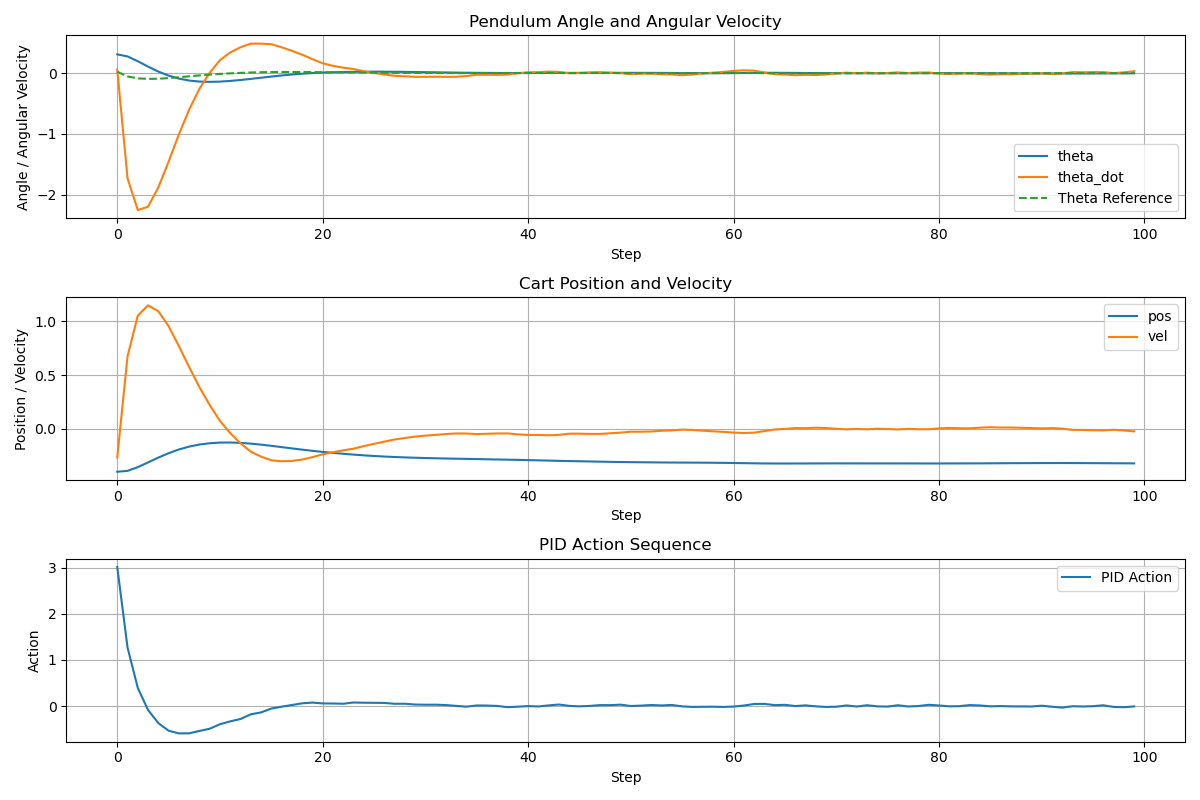 Pendulum Angle and Angular Velocity
Angle / Angular Velocity
0
−1
−2
theta
theta_dot
Theta Reference
0 20 40 60 80 100
Step
Cart Position and Velocity
Position / Velocity
1.0
0.5
0.0
pos
vel
0 20 40 60 80 100
Step
PID Action Sequence
Action
3
2
1
0
PID Action
0 20 40 60 80 100
Step